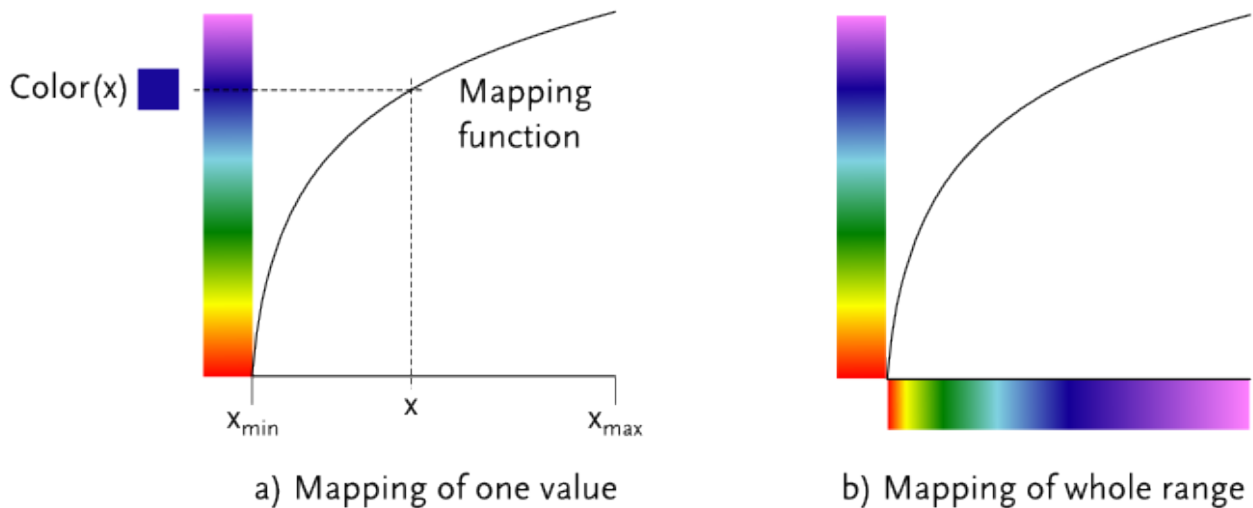 Color(x)
Mapping
function
xmin
x
xmax
a) Mapping of one value
b) Mapping of whole range